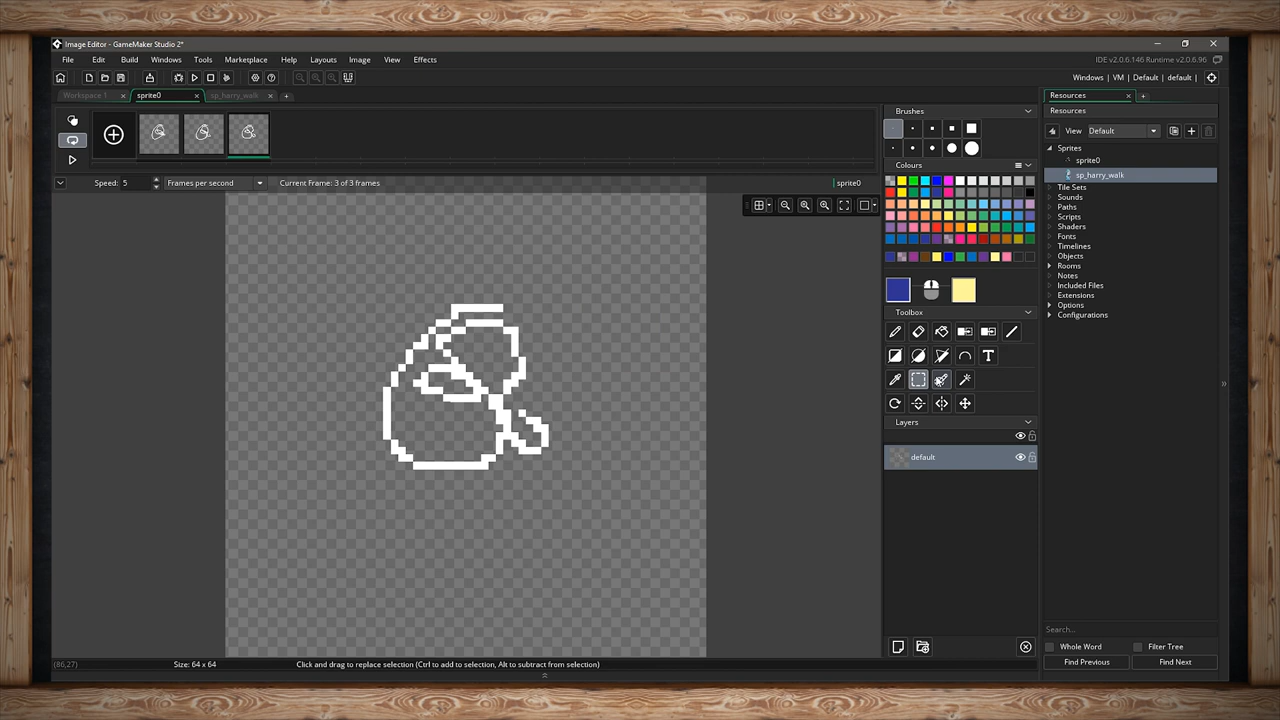 Image Editor - GameMaker Studio 2*
File Edit Build Windows Tools Marketplace Help Layouts Image View Effects
IDE v2.0.6.146 Runtime v2.0.6.96
Windows | VM | Default | default |
Workspace 1
sprite0
sp_harry_walk
Speed: 5
Frames per second
Current Frame: 3 of 3 frames
sprite0
Brushes
Colours
Toolbox
Layers
default
(86,27)
Size: 64 x 64
Click and drag to replace selection (Ctrl to add to selection, Alt to subtract from selection)
Resources
Resources
View Default
Sprites
sprite0
sp_harry_walk
Tile Sets
Sounds
Paths
Scripts
Shaders
Fonts
Timelines
Objects
Rooms
Notes
Included Files
Extensions
Options
Configurations
Search...
Whole Word
Filter Tree
Find Previous
Find Next